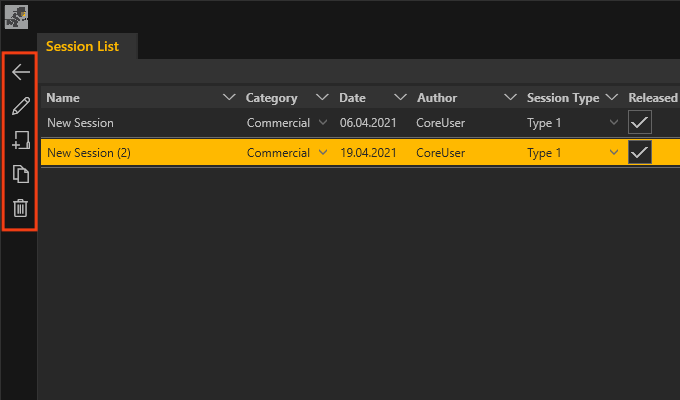 Session List
Name Category Date Author Session Type Released
New Session Commercial 06.04.2021 CoreUser Type 1
New Session (2) Commercial 19.04.2021 CoreUser Type 1